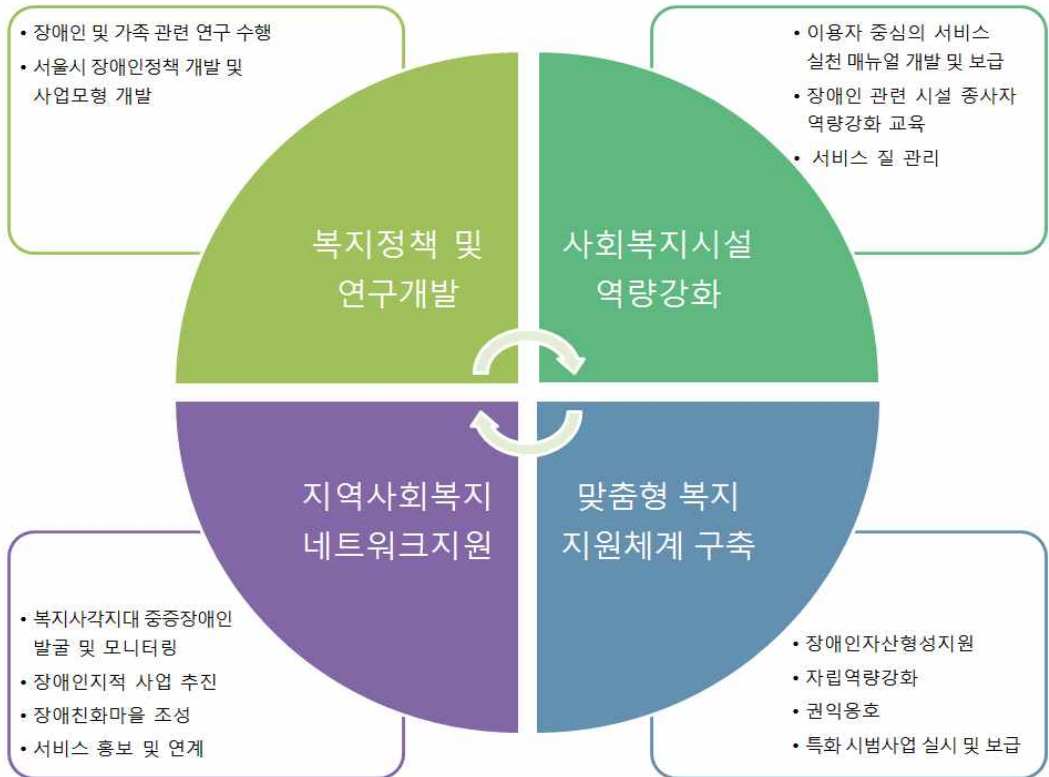 • 장애인 및 가족 관련 연구 수행
• 서울시 장애인정책 개발 및
사업모형 개발
• 이용자 중심의 서비스
실천 매뉴얼 개발 및 보급
• 장애인 관련 시설 종사자
역량강화 교육
• 서비스 질 관리
복지정책 및
연구개발
사회복지시설
역량강화
지역사회복지
네트워크지원
맞춤형 복지
지원체계 구축
• 복지사각지대 중증장애인
발굴 및 모니터링
• 장애인지적 사업 추진
• 장애친화마을 조성
• 서비스 홍보 및 연계
• 장애인자산형성지원
• 자립역량강화
• 권익옹호
• 특화 시범사업 실시 및 보급